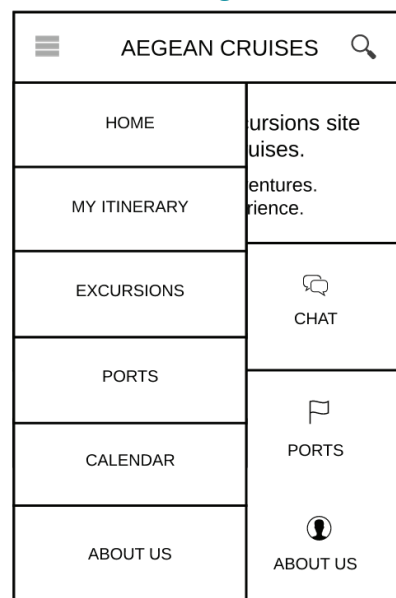 AEGEAN CRUISES
HOME
MY ITINERARY
EXCURSIONS
PORTS
CALENDAR
ABOUT US
ursions site
uises.
entures.
rience.
CHAT
PORTS
ABOUT US